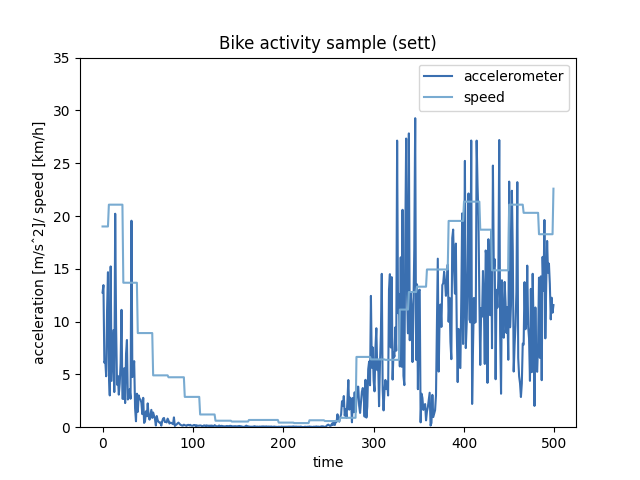 Bike activity sample (sett)
accelerometer
speed
acceleration [m/s^2]/ speed [km/h]
35
30
25
20
15
10
5
0
0 100 200 300 400 500
time